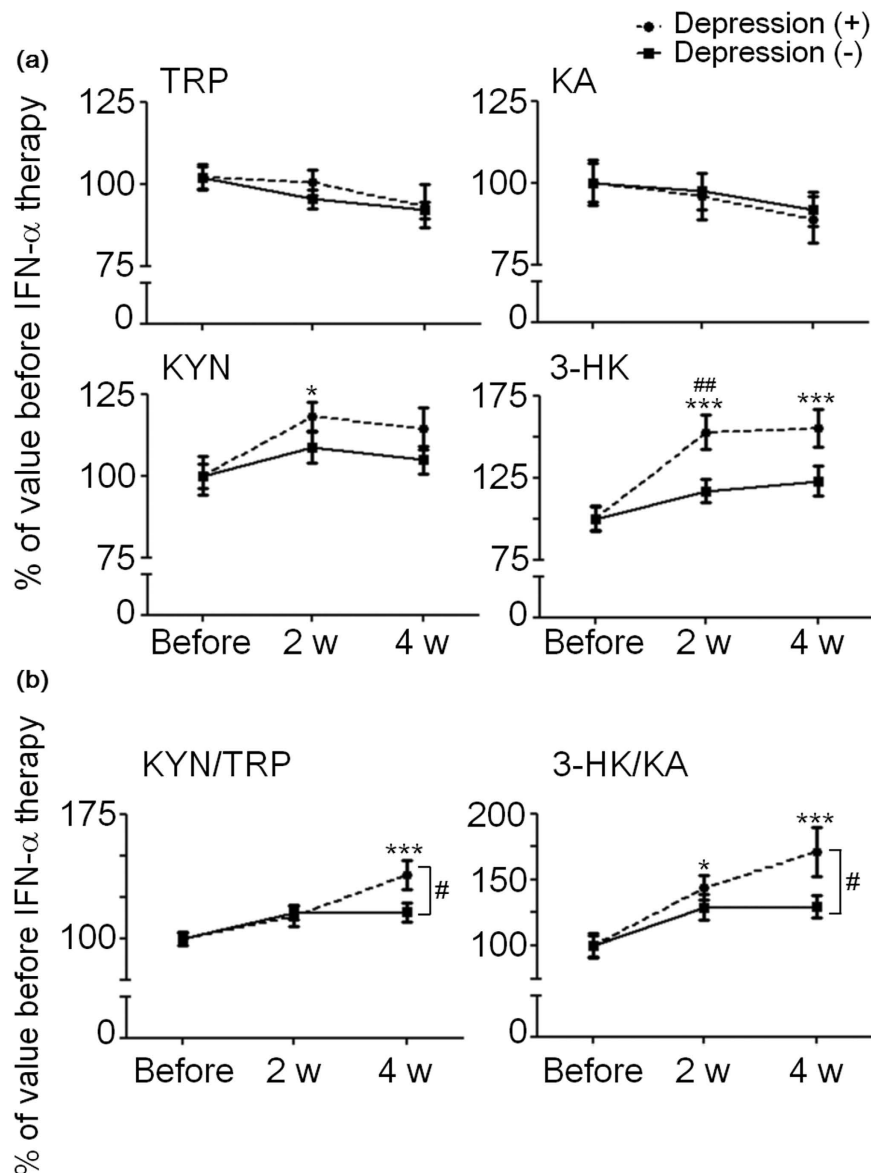 Depression (+)
Depression (-)
(a)
% of value before IFN-α therapy
TRP
125
100
75
0
KA
125
100
75
0
KYN
125
100
75
0
*
Before 2 w 4 w
3-HK
175
125
75
0
##
*** ***
Before 2 w 4 w
(b)
% of value before IFN-α therapy
KYN/TRP
175
100
0
***
#
Before 2 w 4 w
3-HK/KA
200
150
100
0
*
***
#
Before 2 w 4 w